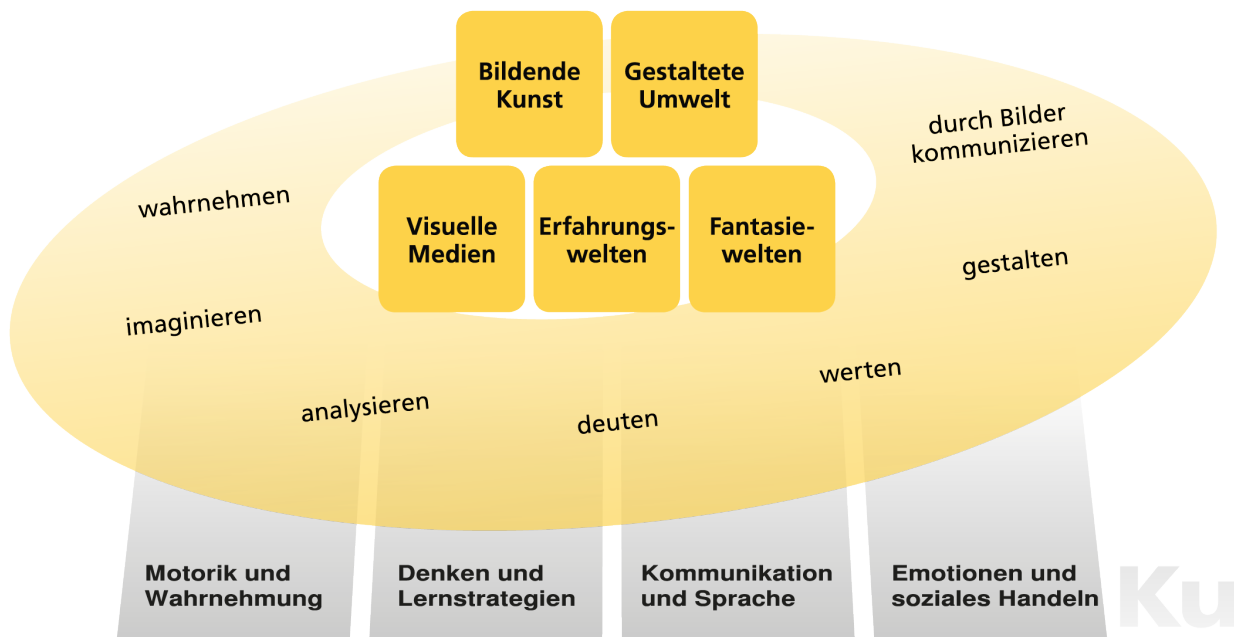 Bildende
Kunst
Gestaltete
Umwelt
durch Bilder
kommunizieren
wahrnehmen
Visuelle
Medien
Erfahrungs-
welten
Fantasie-
welten
gestalten
imaginieren
werten
analysieren
deuten
Motorik und
Wahrnehmung
Denken und
Lernstrategien
Kommunikation
und Sprache
Emotionen und
soziales Handeln
Ku